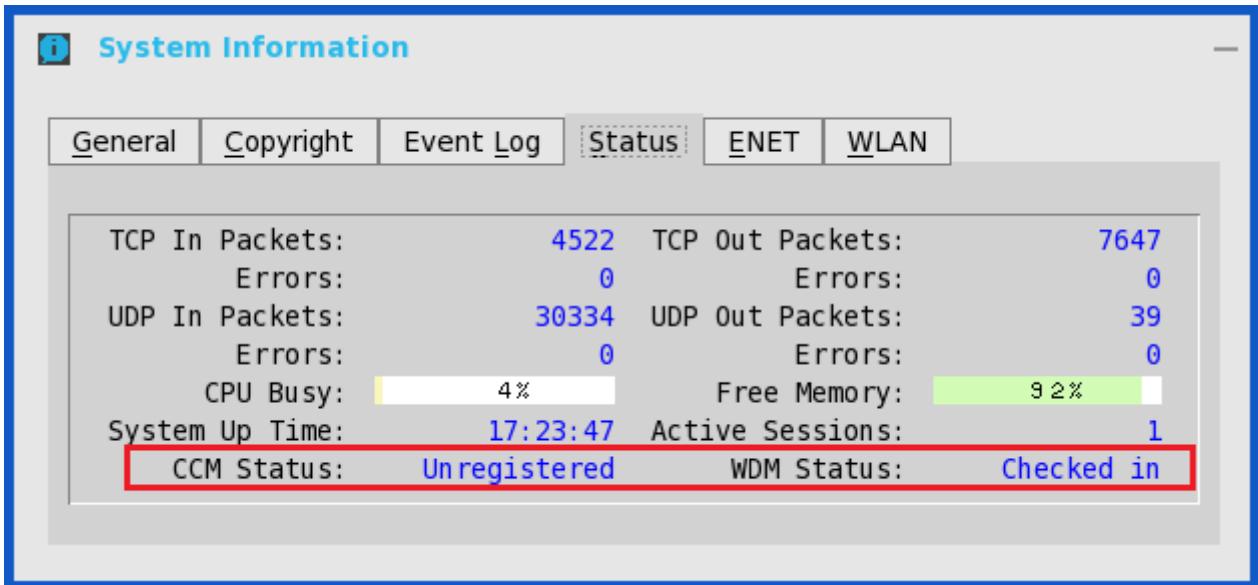 System Information
General Copyright Event Log Status ENET WLAN
TCP In Packets: 4522 TCP Out Packets: 7647
Errors: 0 Errors: 0
UDP In Packets: 30334 UDP Out Packets: 39
Errors: 0 Errors: 0
CPU Busy: 4% Free Memory: 92%
System Up Time: 17:23:47 Active Sessions: 1
CCM Status: Unregistered WDM Status: Checked in